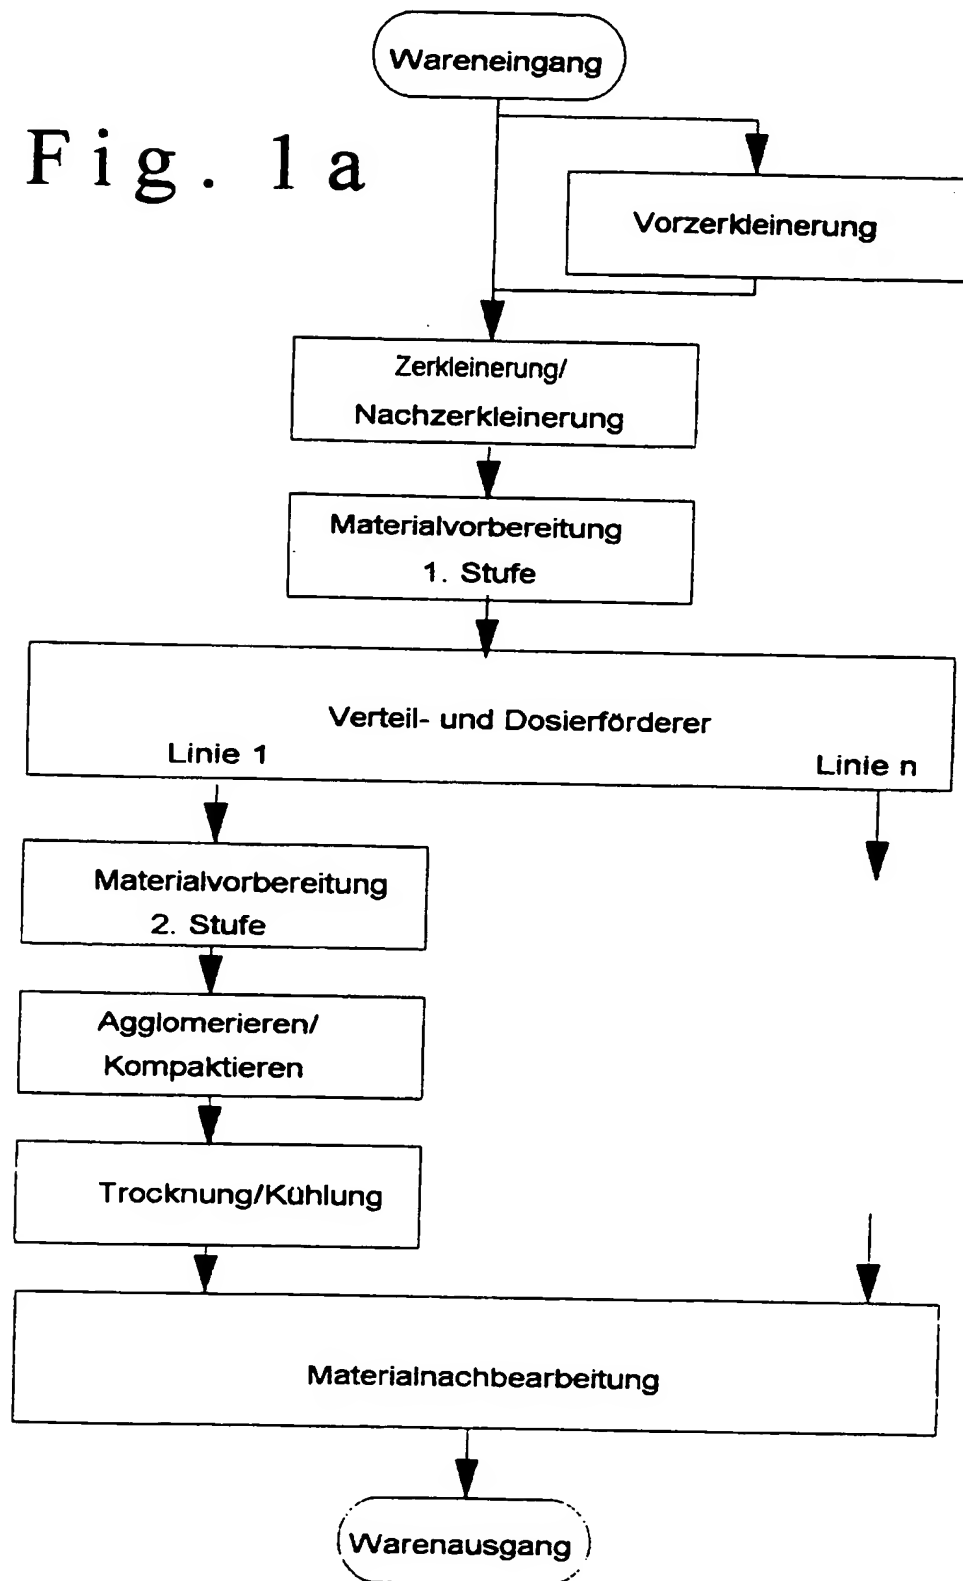 Wareneingang
Fig. 1a
Vorzerkleinerung
Zerkleinerung/
Nachzerkleinerung
Materialvorbereitung
1. Stufe
Verteil- und Dosierförderer
Linie 1
Linie n
Materialvorbereitung
2. Stufe
Agglomerieren/
Kompaktieren
Trocknung/Kühlung
Materialnachbearbeitung
Warenausgang